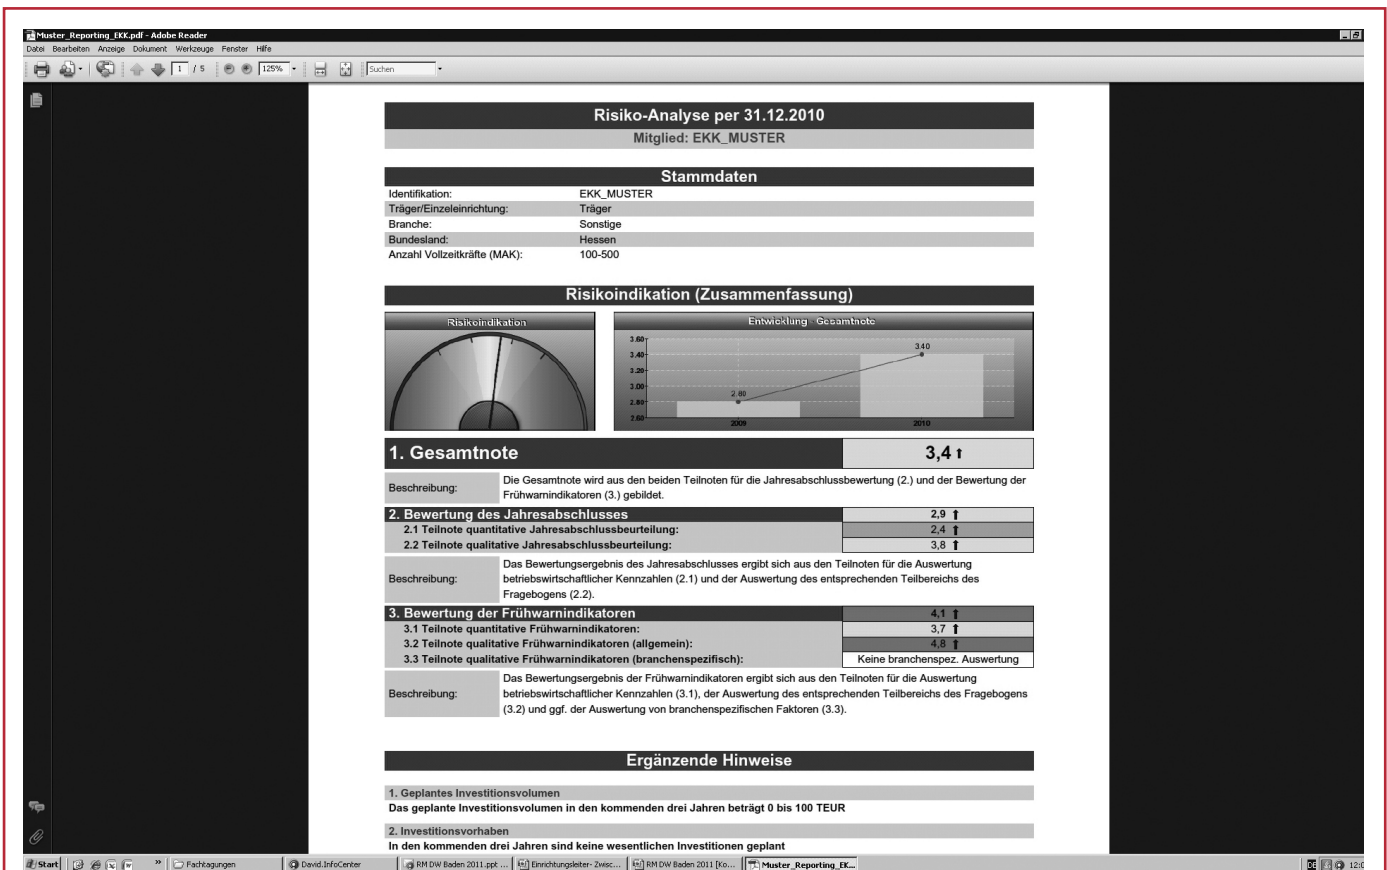 Muster_Reporting_EKK.pdf - Adobe Reader
Datei Bearbeiten Anzeige Dokument Werkzeuge Fenster Hilfe
1 / 5 125% Suchen
Risiko-Analyse per 31.12.2010
Mitglied: EKK_MUSTER
Stammdaten
Identifikation: EKK_MUSTER
Träger/Einzeleinrichtung: Träger
Branche: Sonstige
Bundesland: Hessen
Anzahl Vollzeitkräfte (MAK): 100-500
Risikoindikation (Zusammenfassung)
Risikoindikation
Entwicklung - Gesamtnote
3.60
3.40
3.20
3.00
2.80
2.60
2.80
3.40
2009 2010
1. Gesamtnote 3,4 ⬆
Beschreibung: Die Gesamtnote wird aus den beiden Teilnoten für die Jahresabschlussbewertung (2.) und der Bewertung der
Frühwarnindikatoren (3.) gebildet.
2. Bewertung des Jahresabschlusses 2,9 ⬆
2.1 Teilnote quantitative Jahresabschlussbeurteilung: 2,4 ⬆
2.2 Teilnote qualitative Jahresabschlussbeurteilung: 3,8 ⬆
Das Bewertungsergebnis des Jahresabschlusses ergibt sich aus den Teilnoten für die Auswertung
Beschreibung: betriebswirtschaftlicher Kennzahlen (2.1) und der Auswertung des entsprechenden Teilbereichs des
Fragebogens (2.2).
3. Bewertung der Frühwarnindikatoren 4,1 ⬆
3.1 Teilnote quantitative Frühwarnindikatoren: 3,7 ⬆
3.2 Teilnote qualitative Frühwarnindikatoren (allgemein): 4,8 ⬆
3.3 Teilnote qualitative Frühwarnindikatoren (branchenspezifisch): Keine branchenspez. Auswertung
Das Bewertungsergebnis der Frühwarnindikatoren ergibt sich aus den Teilnoten für die Auswertung
Beschreibung: betriebswirtschaftlicher Kennzahlen (3.1), der Auswertung des entsprechenden Teilbereichs des Fragebogens
(3.2) und ggf. der Auswertung von branchenspezifischen Faktoren (3.3).
Ergänzende Hinweise
1. Geplantes Investitionsvolumen
Das geplante Investitionsvolumen in den kommenden drei Jahren beträgt 0 bis 100 TEUR
2. Investitionsvorhaben
In den kommenden drei Jahren sind keine wesentlichen Investitionen geplant
Start » Fachtagungen David.InfoCenter RM DW Baden 2011.ppt ... Einrichtungsleiter- Zwisc... RM DW Baden 2011 [Ko... Muster_Reporting_EK... DE